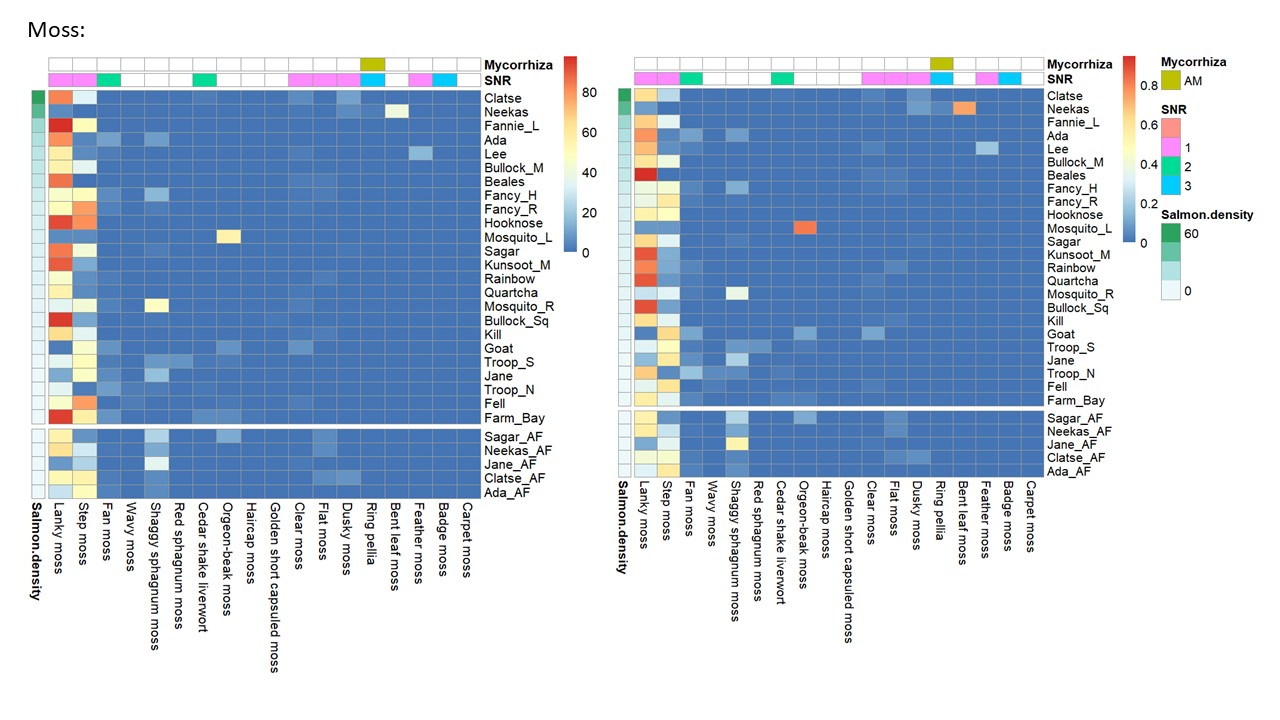 Moss:
Mycorrhiza
SNR
Clatse
Neekas
Fannie_L
Ada
Lee
Bullock_M
Beales
Fancy_H
Fancy_R
Hooknose
Mosquito_L
Sagar
Kunsoot_M
Rainbow
Quartcha
Mosquito_R
Bullock_Sq
Kill
Goat
Troop_S
Jane
Troop_N
Fell
Farm_Bay
Sagar_AF
Neekas_AF
Jane_AF
Clatse_AF
Ada_AF
80
60
40
20
0
Salmon.density
Lanky moss
Step moss
Fan moss
Wavy moss
Shaggy sphagnum moss
Red sphagnum moss
Cedar shake liverwort
Orgeon-beak moss
Haircap moss
Golden short capsuled moss
Clear moss
Flat moss
Dusky moss
Ring pellia
Bent leaf moss
Feather moss
Badge moss
Carpet moss
Mycorrhiza
SNR
Clatse
Neekas
Fannie_L
Ada
Lee
Bullock_M
Beales
Fancy_H
Fancy_R
Hooknose
Mosquito_L
Sagar
Kunsoot_M
Rainbow
Quartcha
Mosquito_R
Bullock_Sq
Kill
Goat
Troop_S
Jane
Troop_N
Fell
Farm_Bay
Sagar_AF
Neekas_AF
Jane_AF
Clatse_AF
Ada_AF
0.8
0.6
0.4
0.2
0
Salmon.density
Lanky moss
Step moss
Fan moss
Wavy moss
Shaggy sphagnum moss
Red sphagnum moss
Cedar shake liverwort
Orgeon-beak moss
Haircap moss
Golden short capsuled moss
Clear moss
Flat moss
Dusky moss
Ring pellia
Bent leaf moss
Feather moss
Badge moss
Carpet moss
Mycorrhiza
AM
SNR
1
2
3
Salmon.density
60
0